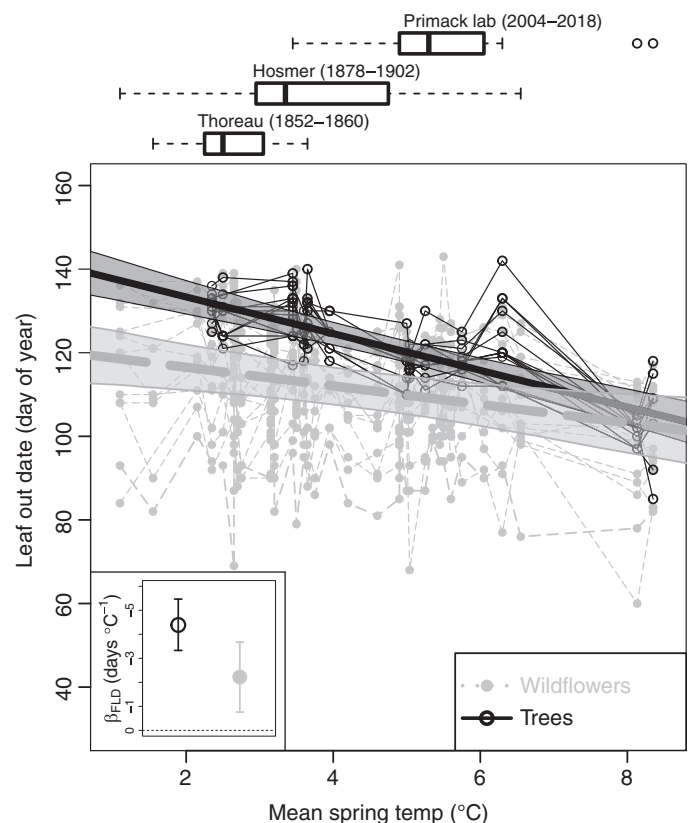 Primack lab (2004–2018)
Hosmer (1878–1902)
Thoreau (1852–1860)
160
140
120
100
80
60
40
Leaf out date (day of year)
βFLD (days °C⁻¹)
−5
−3
−1
0
Wildflowers
Trees
2 4 6 8
Mean spring temp (°C)